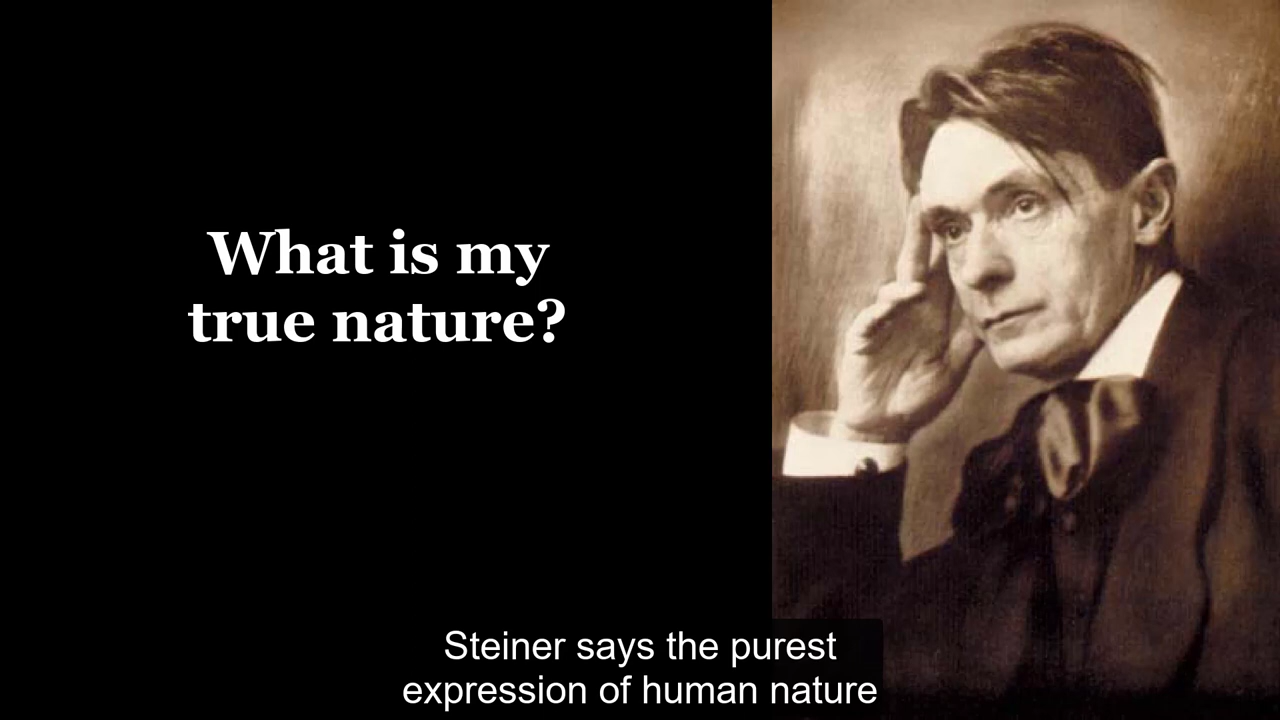 What is my
true nature?
Steiner says the purest
expression of human nature